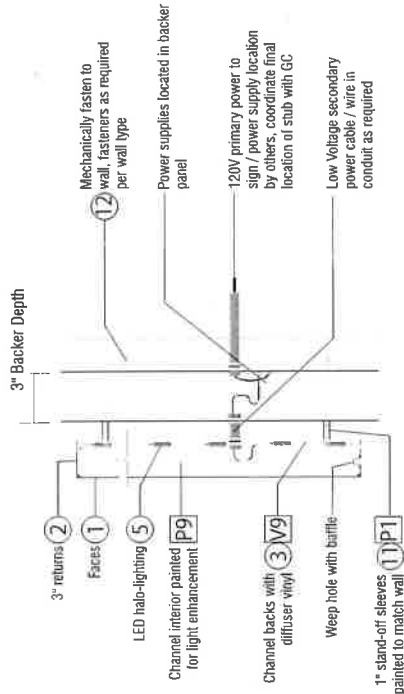 3" Backer Depth
3" returns 2
Faces 1
LED halo-lighting 5
Channel interior painted P9
for light enhancement
Channel backs with 3 V9
diffuser vinyl
Weep hole with baffle
1" stand-off sleeves 11 P1
painted to match wall
Mechanically fasten to
12 wall, fasteners as required
per wall type
Power supplies located in backer
panel
120V primary power to
sign / power supply location
by others, coordinate final
location of stub with GC
Low Voltage secondary
power cable / wire in
conduit as required